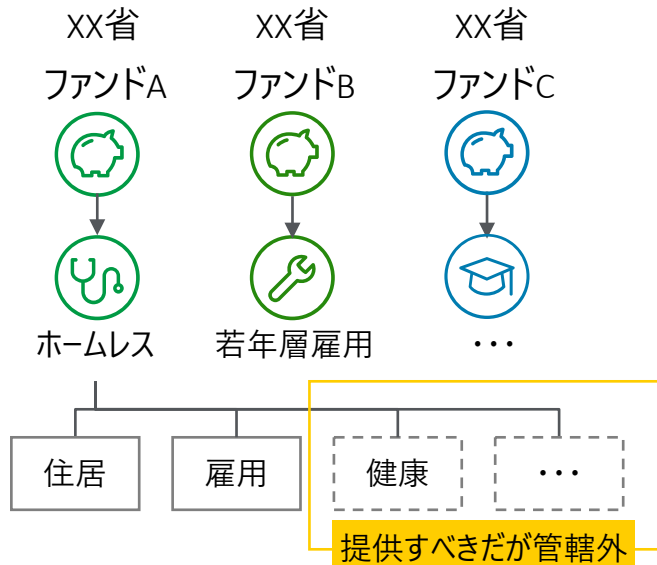 XX省
ファンドA
XX省
ファンドB
XX省
ファンドC
ホームレス
若年層雇用
・・・
住居
雇用
健康
・・・
提供すべきだが管轄外